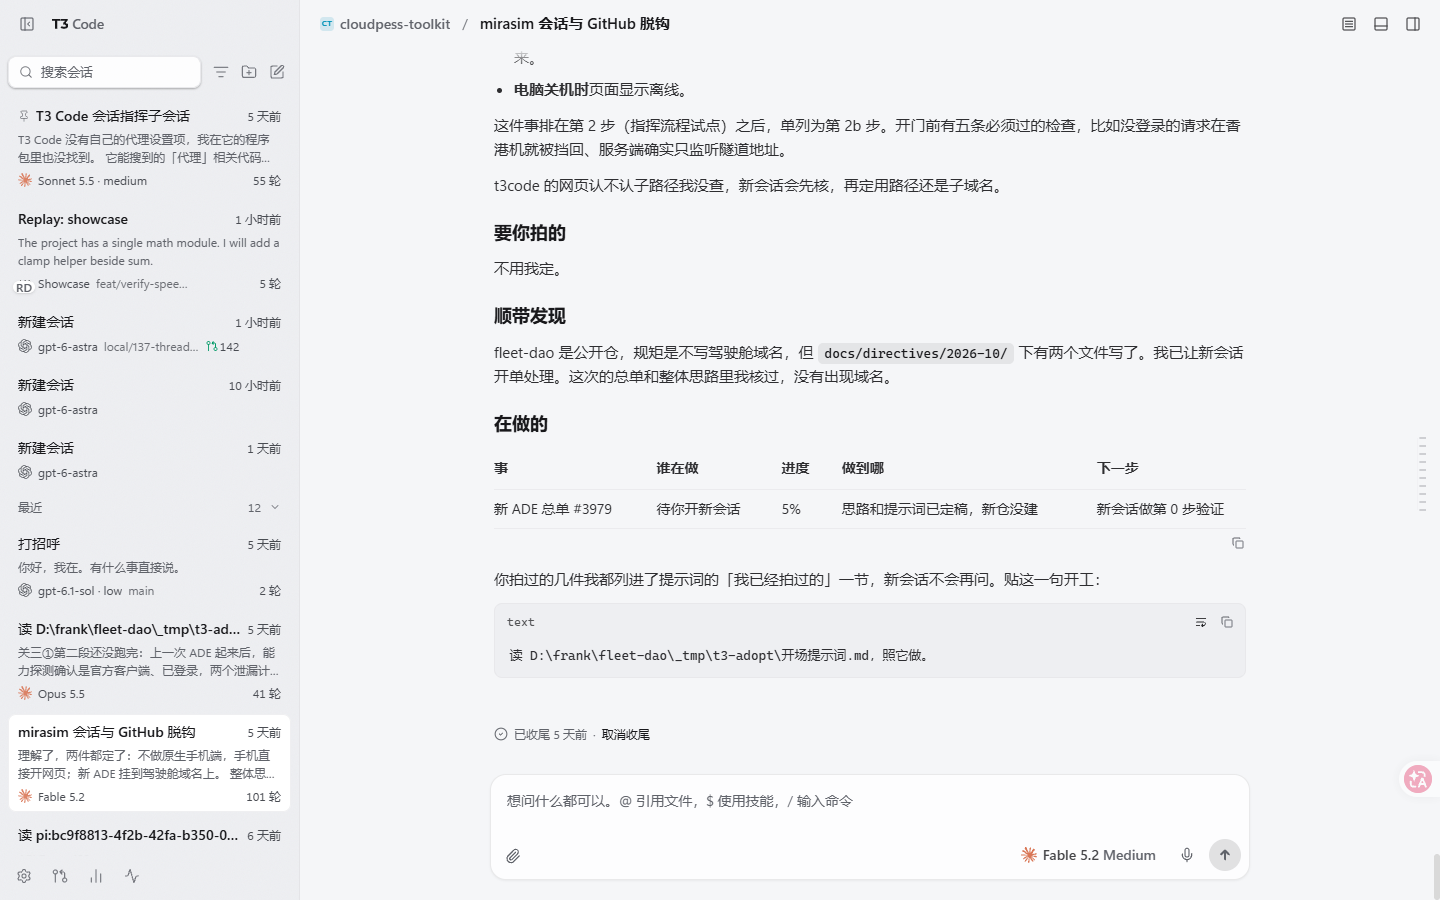 T3 Code
搜索会话
T3 Code 会话指挥子会话
5 天前
T3 Code 没有自己的代理设置项，我在它的程序
包里也没找到。 它能搜到的「代理」相关代码...
Sonnet 5.5 · medium
55 轮
Replay: showcase
1 小时前
The project has a single math module. I will add a
clamp helper beside sum.
RD
Showcase feat/verify-spee...
5 轮
新建会话
1 小时前
gpt-6-astra local/137-thread...
142
新建会话
10 小时前
gpt-6-astra
新建会话
1 天前
gpt-6-astra
最近
12
打招呼
5 天前
你好，我在。有什么事直接说。
gpt-6.1-sol · low main
2 轮
读 D:\frank\fleet-dao\_tmp\t3-ad...
5 天前
关三①第二段还没跑完：上一次 ADE 起来后，能
力探测确认是官方客户端、已登录，两个泄漏计...
Opus 5.5
41 轮
mirasim 会话与 GitHub 脱钩
5 天前
理解了，两件都定了：不做原生手机端，手机直
接开网页；新 ADE 挂到驾驶舱域名上。 整体思...
Fable 5.2
101 轮
读 pi:bc9f8813-4f2b-42fa-b350-0...
6 天前
CT
cloudpess-toolkit / mirasim 会话与 GitHub 脱钩
来。
• 电脑关机时页面显示离线。
这件事排在第 2 步（指挥流程试点）之后，单列为第 2b 步。开门前有五条必须过的检查，比如没登录的请求在香
港机就被挡回、服务端确实只监听隧道地址。
t3code 的网页认不认子路径我没查，新会话会先核，再定用路径还是子域名。
要你拍的
不用我定。
顺带发现
fleet-dao 是公开仓，规矩是不写驾驶舱域名，但 docs/directives/2026-10/ 下有两个文件写了。我已让新会话
开单处理。这次的总单和整体思路里我核过，没有出现域名。
在做的
事 谁在做 进度 做到哪 下一步
新 ADE 总单 #3979 待你开新会话 5% 思路和提示词已定稿，新仓没建 新会话做第 0 步验证
你拍过的几件我都列进了提示词的「我已经拍过的」一节，新会话不会再问。贴这一句开工：
text
读 D:\frank\fleet-dao\_tmp\t3-adopt\开场提示词.md，照它做。
已收尾 5 天前 · 取消收尾
想问什么都可以。@ 引用文件，$ 使用技能，/ 输入命令
Fable 5.2 Medium